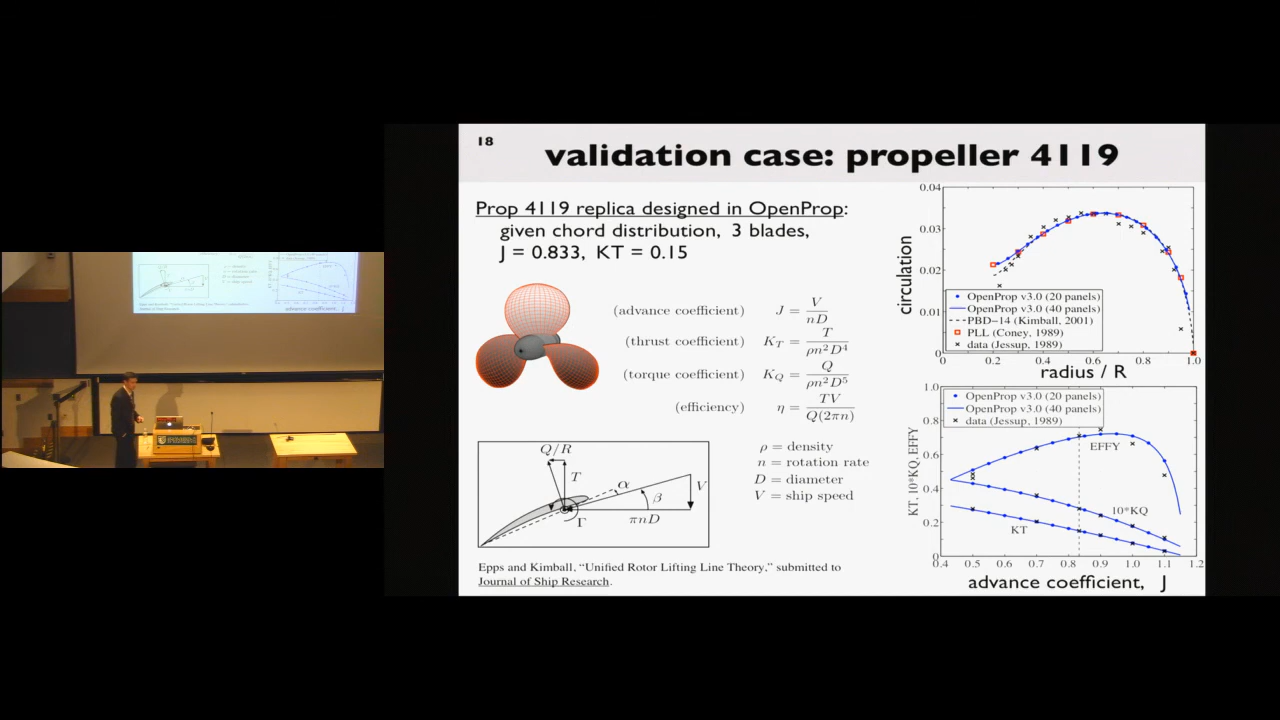 18
validation case: propeller 4119
Prop 4119 replica designed in OpenProp:
given chord distribution, 3 blades,
J = 0.833, KT = 0.15
(advance coefficient) J = V / nD
(thrust coefficient) K_T = T / ρn²D⁴
(torque coefficient) K_Q = Q / ρn²D⁵
(efficiency) η = TV / Q(2πn)
ρ = density
n = rotation rate
D = diameter
V = ship speed
Q/R
T
α
β
V
Γ
πnD
Epps and Kimball, “Unified Rotor Lifting Line Theory,” submitted to
Journal of Ship Research.
circulation
0.04
0.03
0.02
0.01
0
OpenProp v3.0 (20 panels)
OpenProp v3.0 (40 panels)
PBD−14 (Kimball, 2001)
PLL (Coney, 1989)
data (Jessup, 1989)
0 0.2 0.4 0.6 0.8 1.0
radius / R
KT, 10*KQ, EFFY
1.0
0.8
0.6
0.4
0.2
0
OpenProp v3.0 (20 panels)
OpenProp v3.0 (40 panels)
data (Jessup, 1989)
EFFY
10*KQ
KT
0.4 0.5 0.6 0.7 0.8 0.9 1.0 1.1 1.2
advance coefficient, J